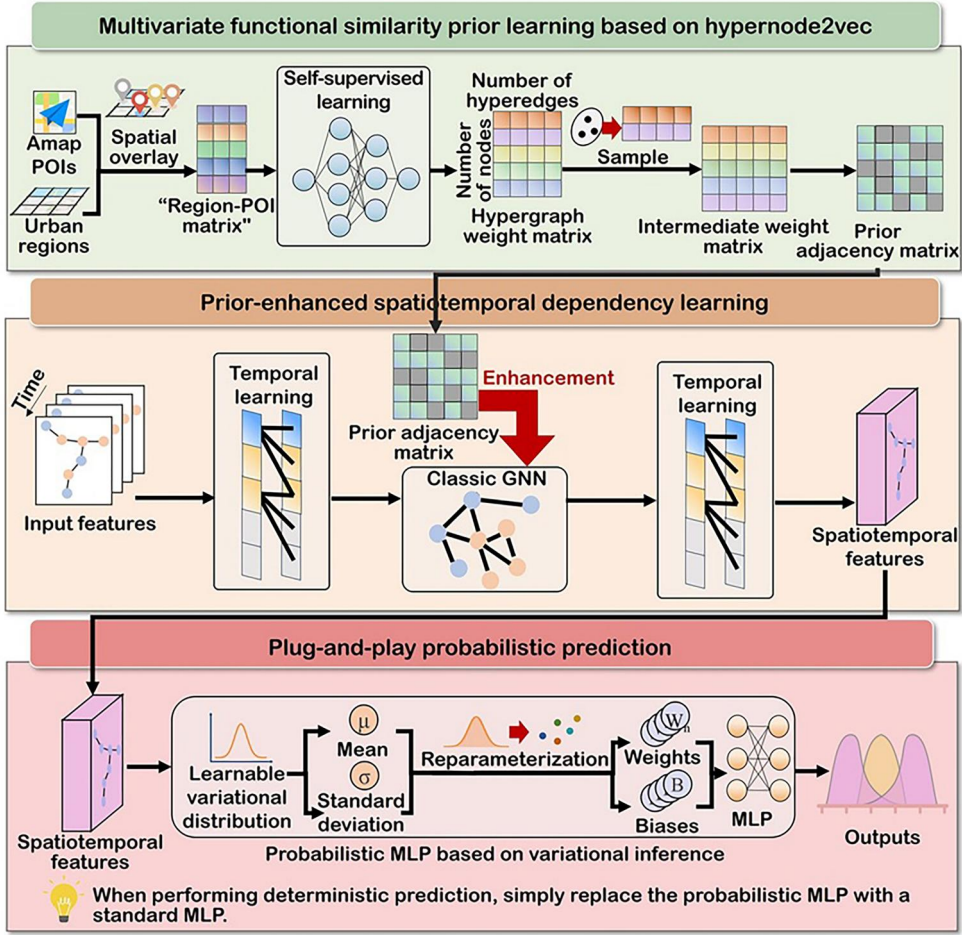 Multivariate functional similarity prior learning based on hypernode2vec
Amap
POIs
Urban
regions
Spatial
overlay
“Region-POI
matrix"
Self-supervised
learning
Number of
hyperedges
Number
of nodes
Hypergraph
weight matrix
Sample
Intermediate weight
matrix
Prior
adjacency matrix
Prior-enhanced spatiotemporal dependency learning
Time
Input features
Temporal
learning
Prior adjacency
matrix
Enhancement
Classic GNN
Temporal
learning
Spatiotemporal
features
Plug-and-play probabilistic prediction
Spatiotemporal
features
Learnable
variational
distribution
μ
Mean
σ
Standard
deviation
Reparameterization
Wn
Weights
B
Biases
MLP
Outputs
Probabilistic MLP based on variational inference
When performing deterministic prediction, simply replace the probabilistic MLP with a
standard MLP.